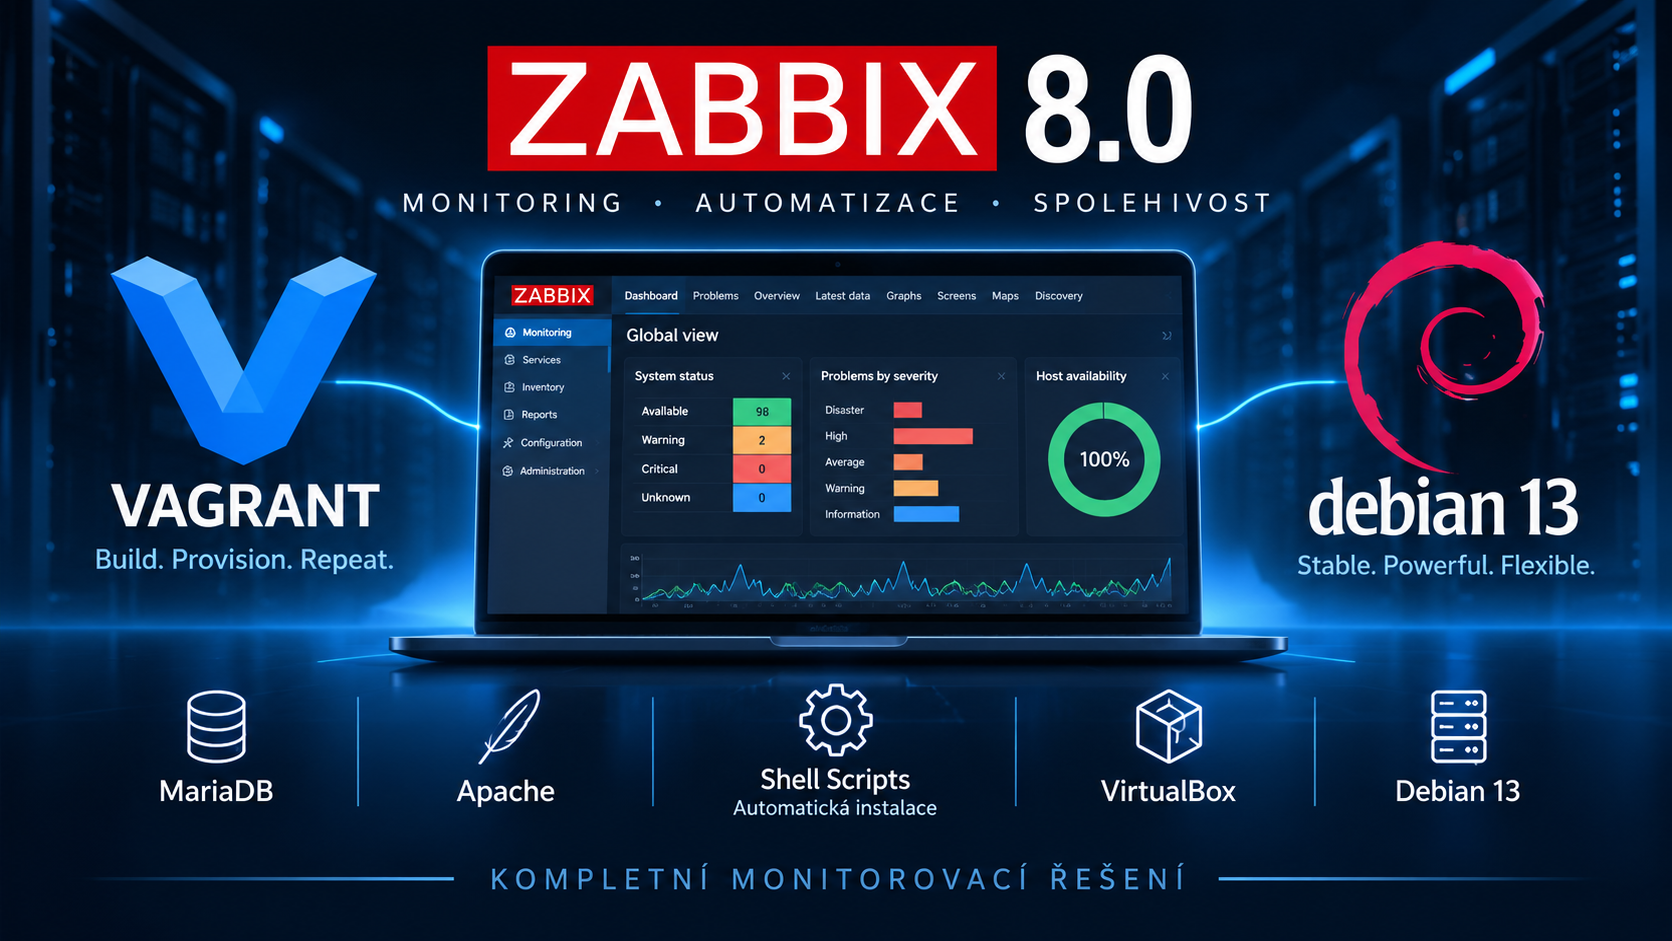 ZABBIX 8.0
MONITORING • AUTOMATIZACE • SPOLEHIVOST
ZABBIX
Dashboard Problems Overview Latest data Graphs Screens Maps Discovery
Monitoring
Services
Inventory
Reports
Configuration
Administration
Global view
System status
Available 98
Warning 2
Critical 0
Unknown 0
Problems by severity
Disaster
High
Average
Warning
Information
Host availability
100%
VAGRANT
Build. Provision. Repeat.
debian 13
Stable. Powerful. Flexible.
MariaDB
Apache
Shell Scripts
Automatická instalace
VirtualBox
Debian 13
KOMPLETNÍ MONITOROVACÍ ŘEŠENÍ